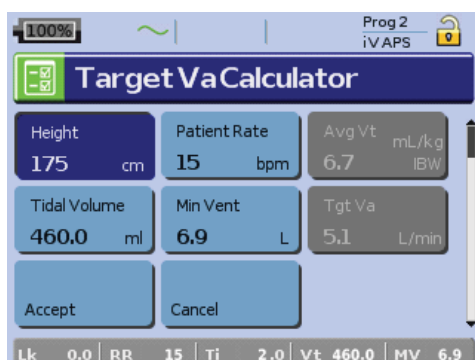 100%
Prog 2
iVAPS
Target Va Calculator
Height
175 cm
Patient Rate
15 bpm
Avg Vt
6.7 mL/kg IBW
Tidal Volume
460.0 ml
Min Vent
6.9 L
Tgt Va
5.1 L/min
Accept
Cancel
Lk 0.0 RR 15 Ti 2.0 Vt 460.0 MV 6.9